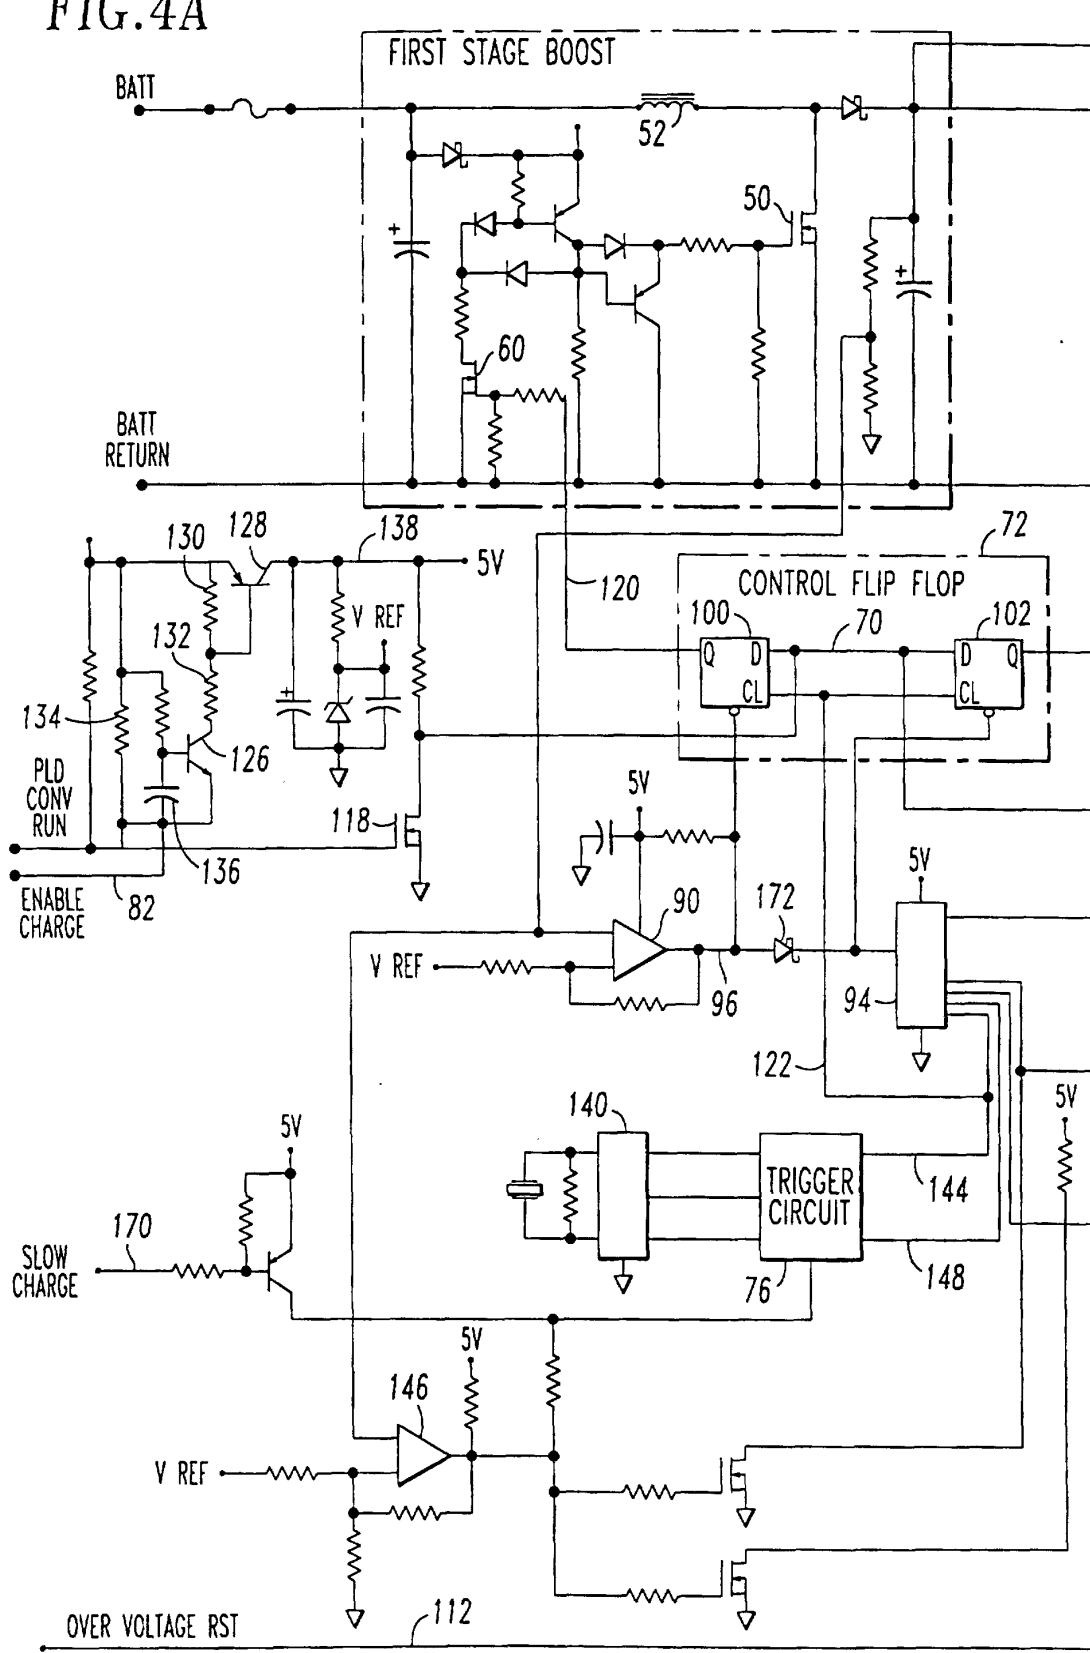 FIG.4A
FIRST STAGE BOOST
BATT
52
50
+
+
60
BATT
RETURN
130
128
138
5V
72
120
CONTROL FLIP FLOP
V REF
100
70
102
132
Q D
D Q
CL
CL
+
134
126
PLD
CONV
RUN
118
5V
136
ENABLE
CHARGE
82
90
172
5V
V REF
96
94
122
140
5V
5V
TRIGGER
CIRCUIT
144
170
SLOW
CHARGE
76
148
5V
146
V REF
OVER VOLTAGE RST
112